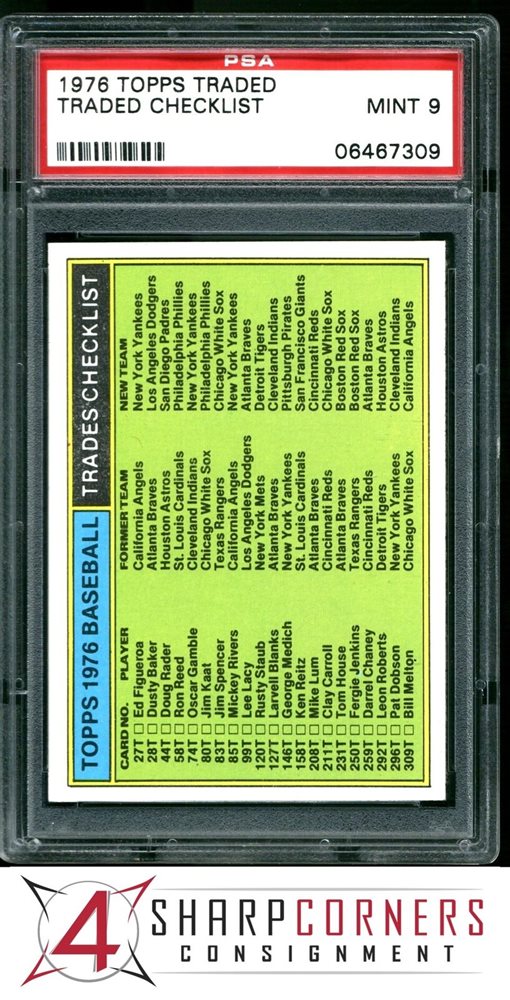 PSA
1976 TOPPS TRADED
TRADED CHECKLIST MINT 9
06467309
TOPPS 1976 BASEBALL TRADES CHECKLIST
CARD NO. PLAYER FORMER TEAM NEW TEAM
27T Ed Figueroa California Angels New York Yankees
28T Dusty Baker Atlanta Braves Los Angeles Dodgers
44T Doug Rader Houston Astros San Diego Padres
58T Ron Reed St. Louis Cardinals Philadelphia Phillies
74T Oscar Gamble Cleveland Indians New York Yankees
80T Jim Kaat Chicago White Sox Philadelphia Phillies
83T Jim Spencer Texas Rangers Chicago White Sox
85T Mickey Rivers California Angels New York Yankees
99T Lee Lacy Los Angeles Dodgers Atlanta Braves
120T Rusty Staub New York Mets Detroit Tigers
127T Larvell Blanks Atlanta Braves Cleveland Indians
146T George Medich New York Yankees Pittsburgh Pirates
158T Ken Reitz St. Louis Cardinals San Francisco Giants
208T Mike Lum Atlanta Braves Cincinnati Reds
211T Clay Carroll Cincinnati Reds Chicago White Sox
231T Tom House Atlanta Braves Boston Red Sox
250T Fergie Jenkins Texas Rangers Boston Red Sox
259T Darrel Chaney Cincinnati Reds Atlanta Braves
292T Leon Roberts Detroit Tigers Houston Astros
296T Pat Dobson New York Yankees Cleveland Indians
309T Bill Melton Chicago White Sox California Angels
4 SHARPCORNERS
CONSIGNMENT